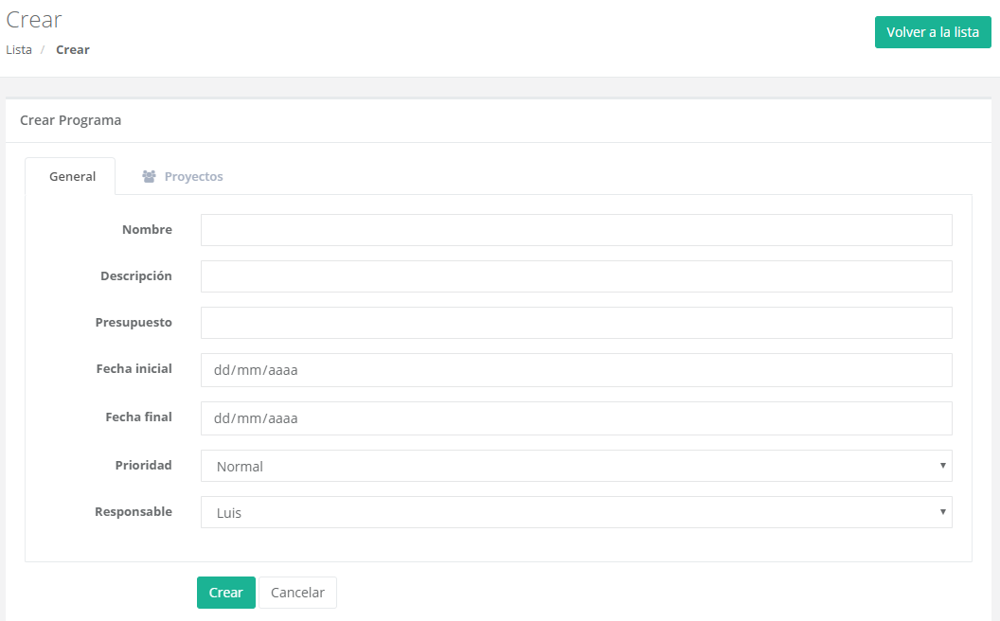 Crear
Lista / Crear
Volver a la lista
Crear Programa
General
Proyectos
Nombre
Descripción
Presupuesto
Fecha inicial dd/mm/aaaa
Fecha final dd/mm/aaaa
Prioridad Normal
Responsable Luis
Crear Cancelar